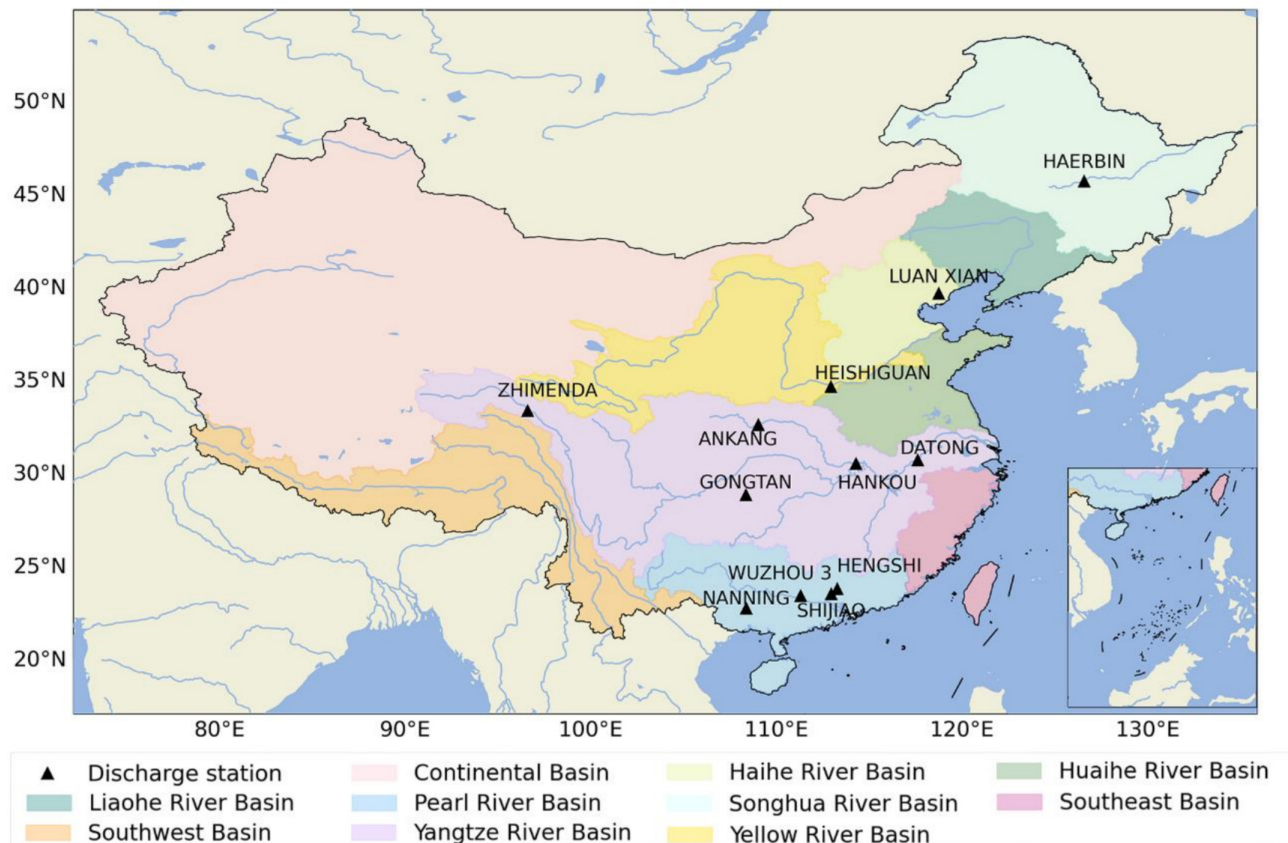 50°N
HAERBIN
45°N
LUAN XIAN
40°N
HEISHIGUAN
35°N
ZHIMENDA
ANKANG
DATONG
30°N
GONGTAN
HANKOU
25°N
HENGSHI
WUZHOU 3
NANNING
SHIJIAO
20°N
80°E 90°E 100°E 110°E 120°E 130°E
Discharge station Continental Basin Haihe River Basin Huaihe River Basin
Liaohe River Basin Pearl River Basin Songhua River Basin Southeast Basin
Southwest Basin Yangtze River Basin Yellow River Basin